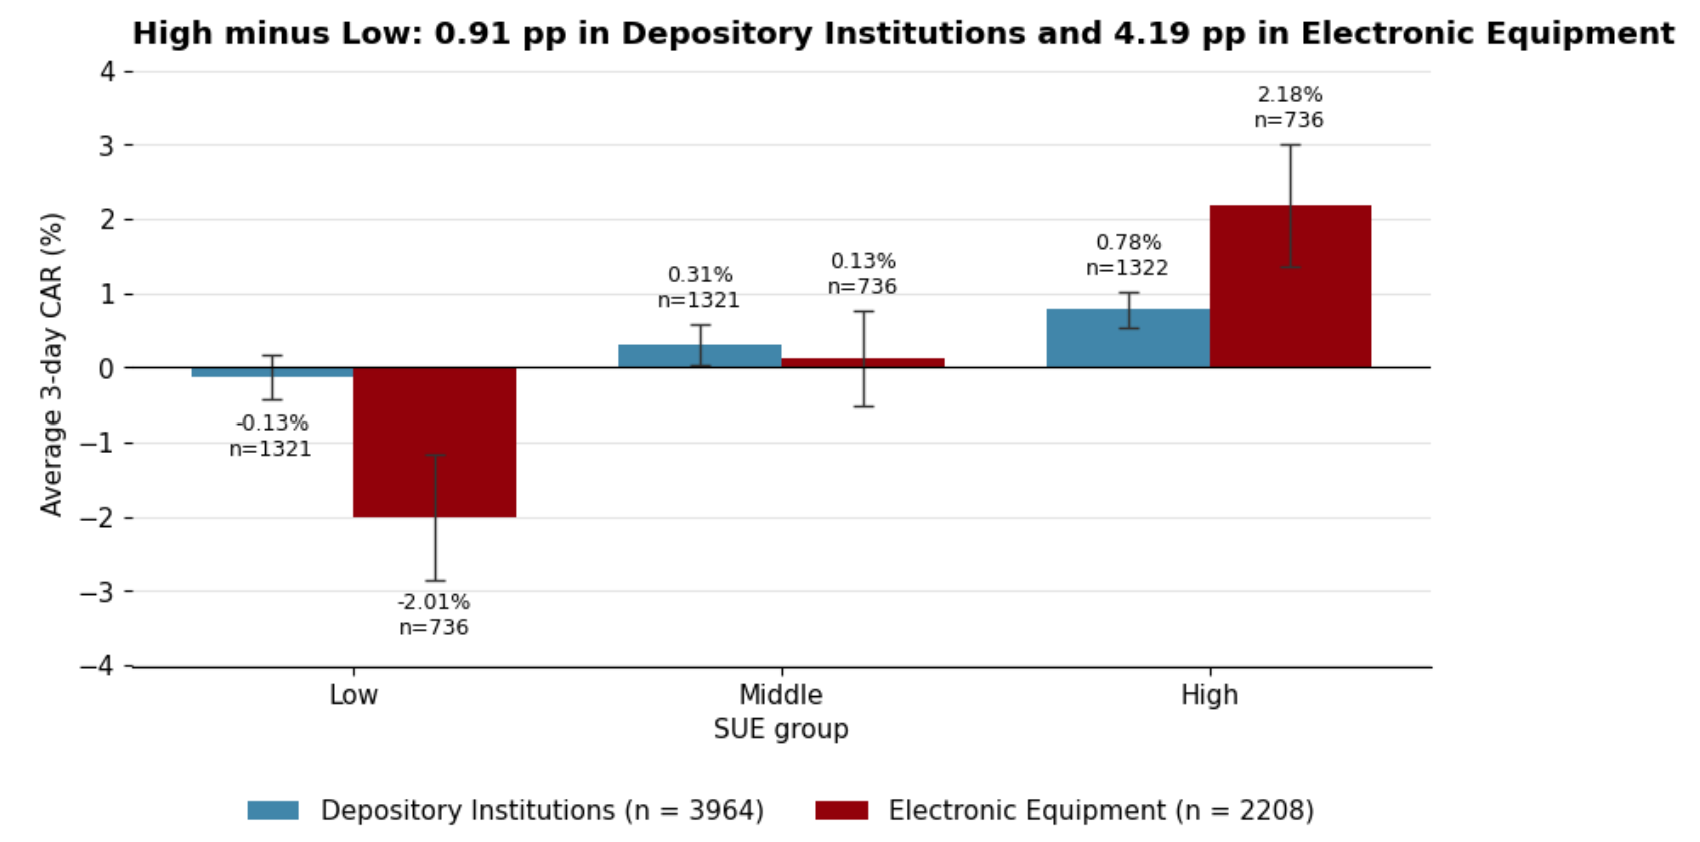 High minus Low: 0.91 pp in Depository Institutions and 4.19 pp in Electronic Equipment
Average 3-day CAR (%)
4
3
2
1
0
−1
−2
−3
−4
-0.13%
n=1321
-2.01%
n=736
0.31%
n=1321
0.13%
n=736
0.78%
n=1322
2.18%
n=736
Low
Middle
High
SUE group
Depository Institutions (n = 3964)
Electronic Equipment (n = 2208)